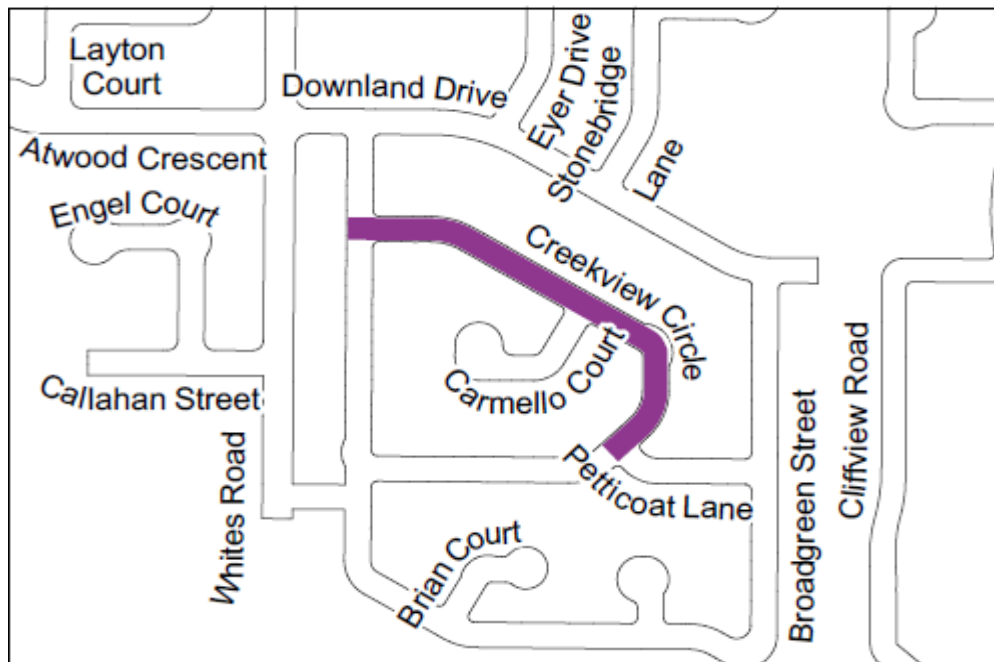 Layton
Court
Downland Drive
Eyer Drive
Stonebridge
Lane
Atwood Crescent
Engel Court
Creekview Circle
Carmello Court
Callahan Street
Whites Road
Petticoat Lane
Brian Court
Broadgreen Street
Cliffview Road